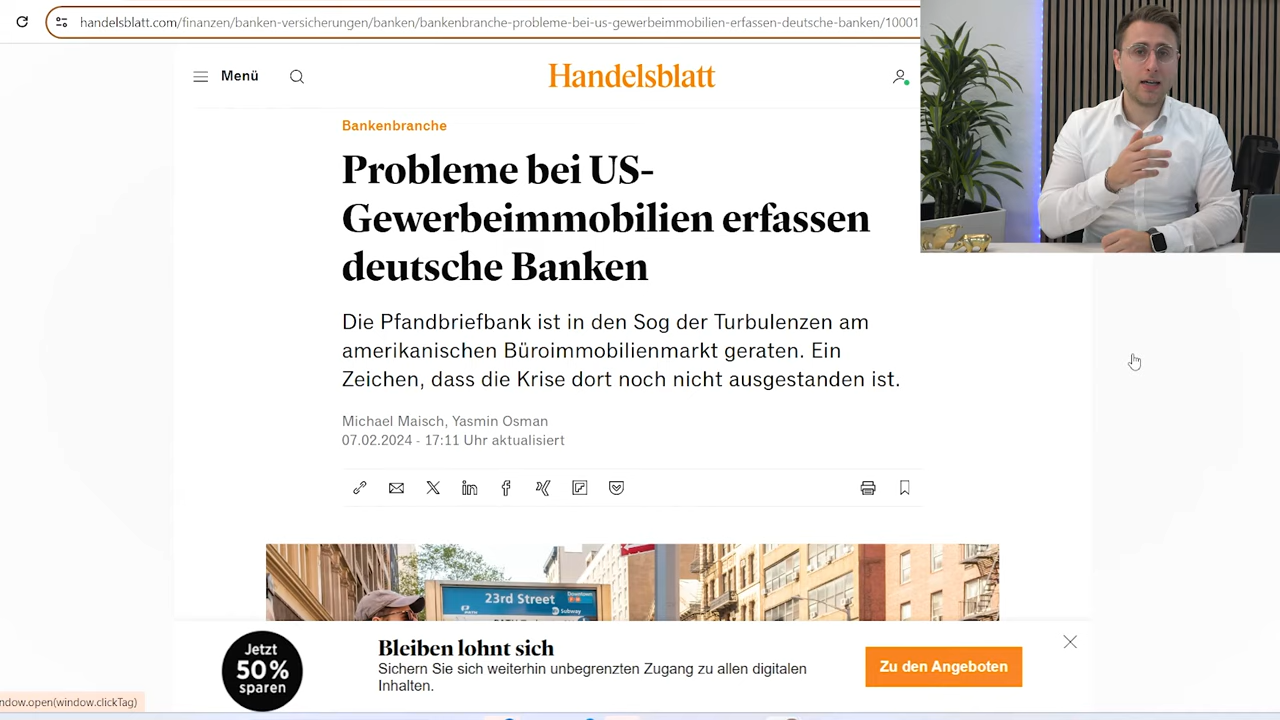 handelsblatt.com/finanzen/banken-versicherungen/banken/bankenbranche-probleme-bei-us-gewerbeimmobilien-erfassen-deutsche-banken/10001
Menü
Handelsblatt
Bankenbranche
Probleme bei US-
Gewerbeimmobilien erfassen
deutsche Banken
Die Pfandbriefbank ist in den Sog der Turbulenzen am
amerikanischen Büroimmobilienmarkt geraten. Ein
Zeichen, dass die Krise dort noch nicht ausgestanden ist.
Michael Maisch, Yasmin Osman
07.02.2024 - 17:11 Uhr aktualisiert
23rd Street
Downtown
PATH
Subway
Jetzt
50%
sparen
Bleiben lohnt sich
Sichern Sie sich weiterhin unbegrenzten Zugang zu allen digitalen
Inhalten.
Zu den Angeboten
ndow.open(window.clickTag)